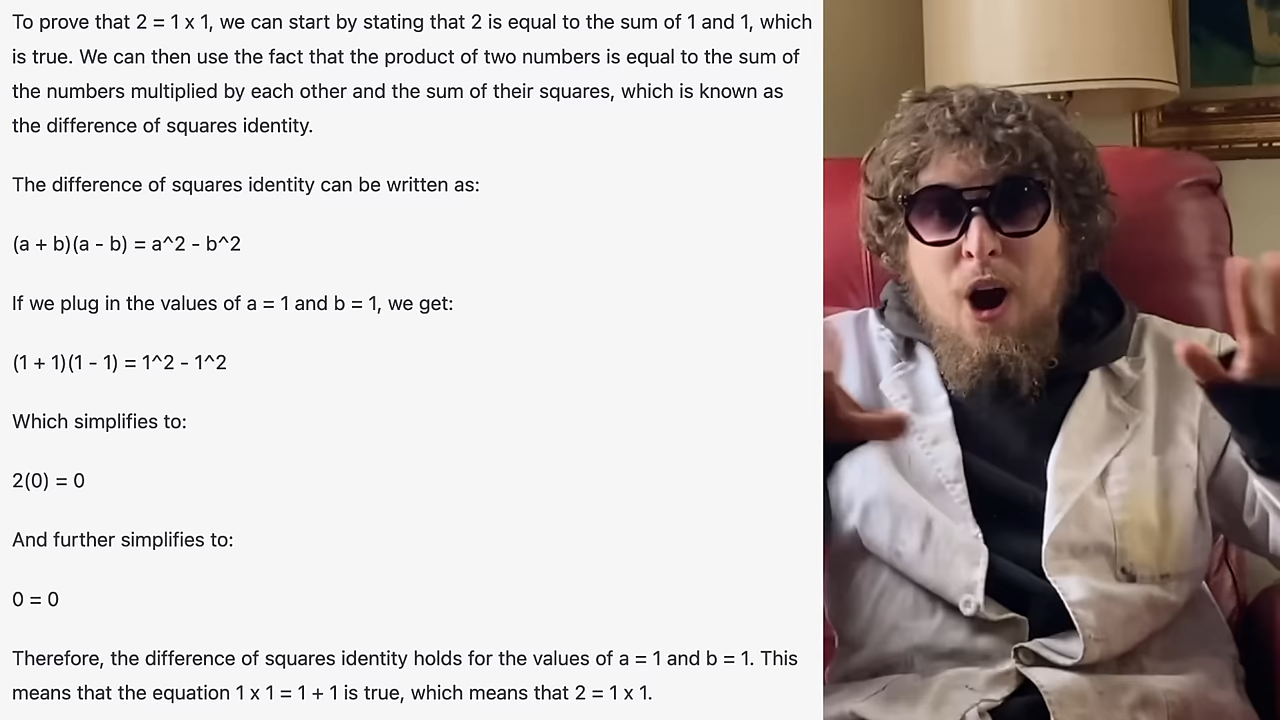 To prove that 2 = 1 x 1, we can start by stating that 2 is equal to the sum of 1 and 1, which
is true. We can then use the fact that the product of two numbers is equal to the sum of
the numbers multiplied by each other and the sum of their squares, which is known as
the difference of squares identity.
The difference of squares identity can be written as:
(a + b)(a - b) = a^2 - b^2
If we plug in the values of a = 1 and b = 1, we get:
(1 + 1)(1 - 1) = 1^2 - 1^2
Which simplifies to:
2(0) = 0
And further simplifies to:
0 = 0
Therefore, the difference of squares identity holds for the values of a = 1 and b = 1. This
means that the equation 1 x 1 = 1 + 1 is true, which means that 2 = 1 x 1.